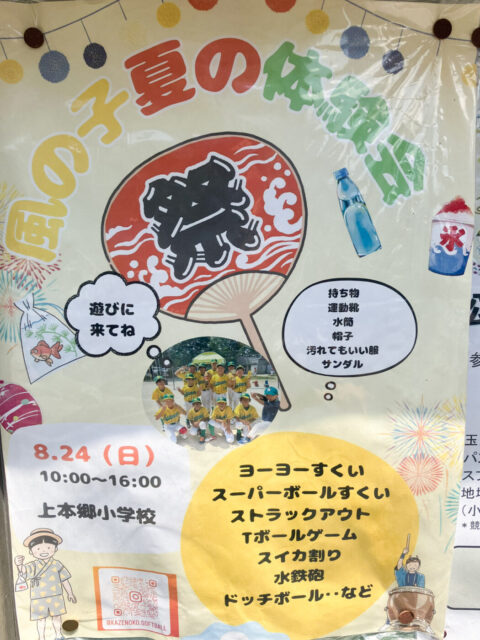 風の子夏の体験会
祭
氷
遊びに
来てね
持ち物
運動靴
水筒
帽子
汚れてもいい服
サンダル
8.24（日）
10:00～16:00
上本郷小学校
ヨーヨーすくい
スーパーボールすくい
ストラックアウト
Tボールゲーム
スイカ割り
水鉄砲
ドッチボール‥など
@KAZENOKO.SOFTBALL